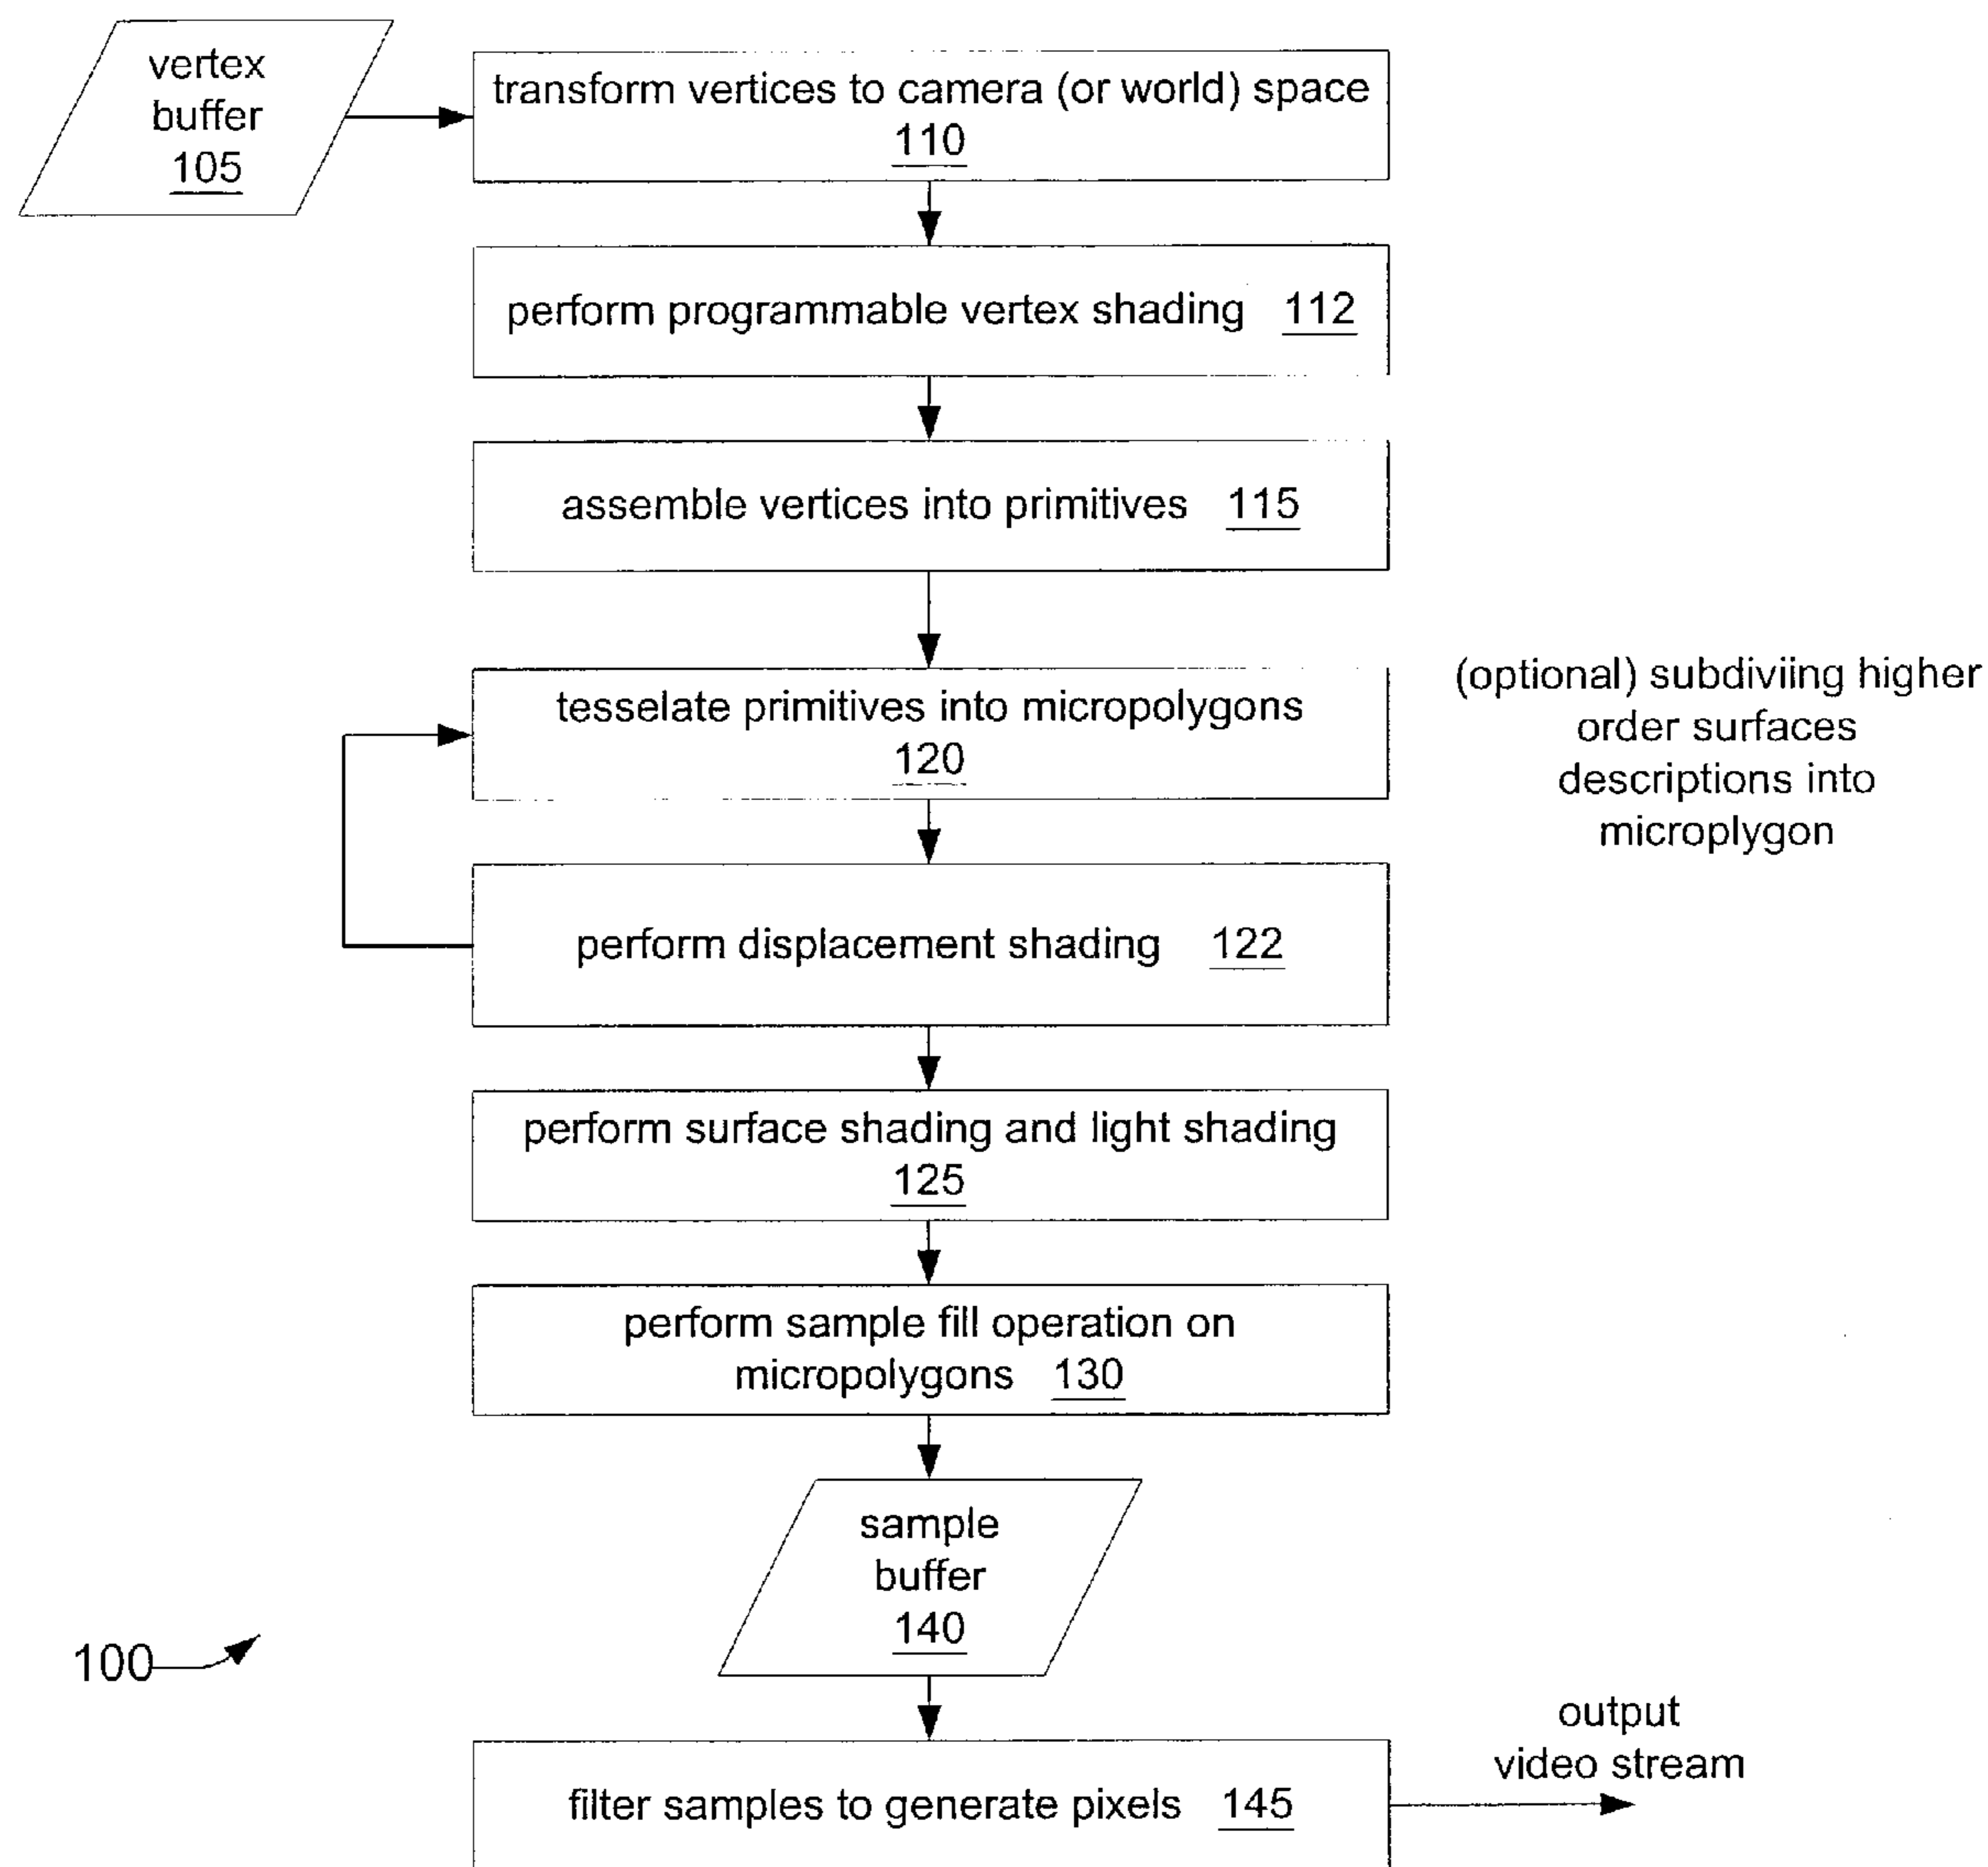 vertex
buffer
105
transform vertices to camera (or world) space
110
perform programmable vertex shading 112
assemble vertices into primitives 115
tesselate primitives into micropolygons
120
(optional) subdiviing higher
order surfaces
descriptions into
microplygon
perform displacement shading 122
perform surface shading and light shading
125
perform sample fill operation on
micropolygons 130
sample
buffer
140
100
output
video stream
filter samples to generate pixels 145